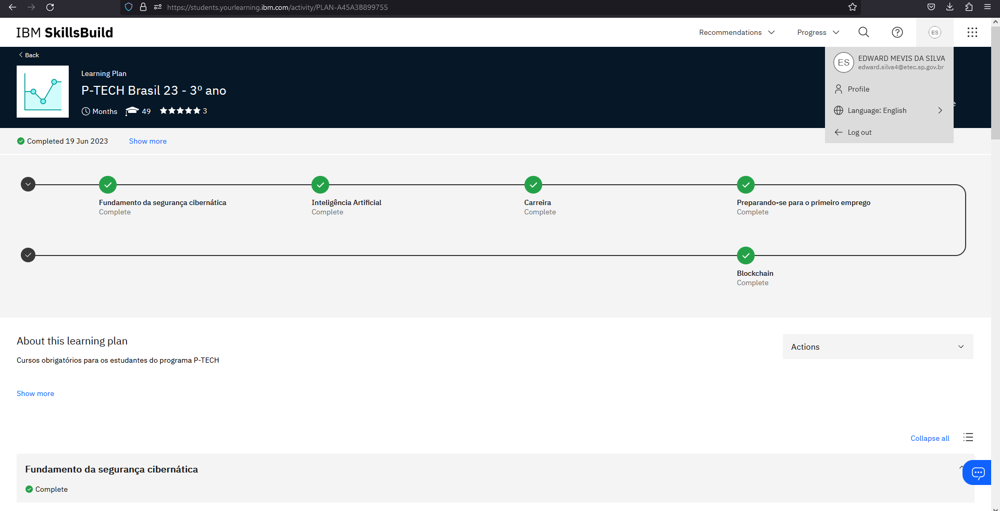 https://students.yourlearning.ibm.com/activity/PLAN-A45A3B899755
IBM SkillsBuild
Recommendations
Progress
ES
Back
Learning Plan
P-TECH Brasil 23 - 3º ano
Months
49
3
ES
EDWARD MEVIS DA SILVA
edward.silva4@etec.sp.gov.br
Profile
Language: English
Log out
Completed 19 Jun 2023
Show more
Fundamento da segurança cibernática
Complete
Inteligência Artificial
Complete
Carreira
Complete
Preparando-se para o primeiro emprego
Complete
Blockchain
Complete
About this learning plan
Cursos obrigatórios para os estudantes do programa P-TECH
Show more
Actions
Collapse all
Fundamento da segurança cibernática
Complete